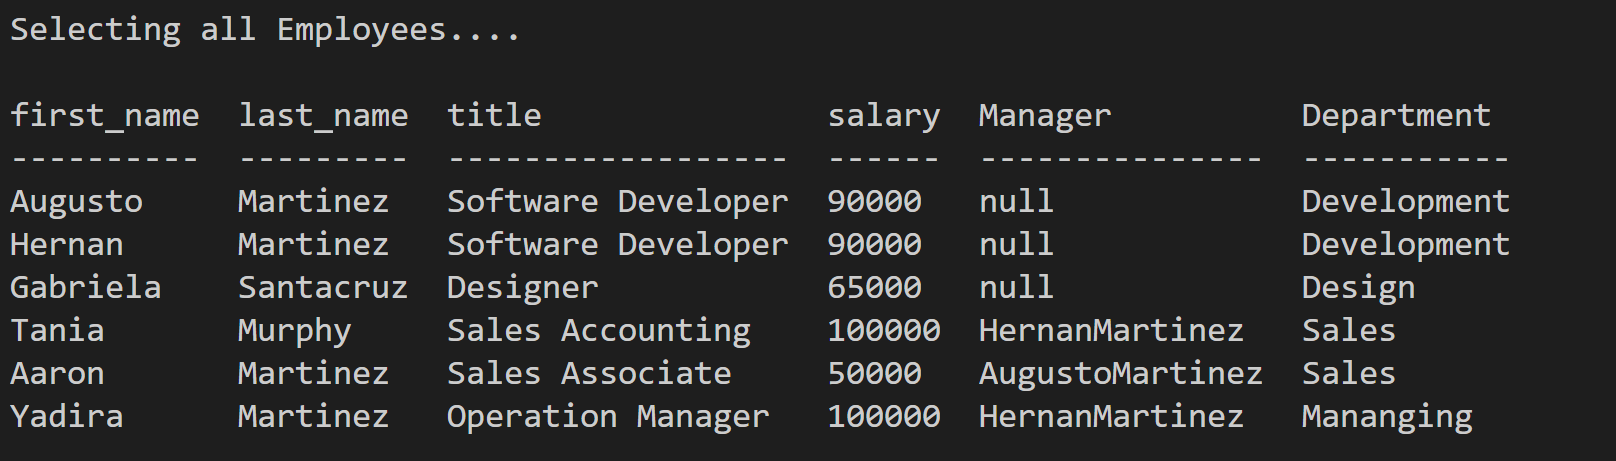 Selecting all Employees....
first_name  last_name  title               salary  Manager          Department
----------  ---------  ------------------  ------  ---------------  -----------
Augusto     Martinez   Software Developer  90000   null             Development
Hernan      Martinez   Software Developer  90000   null             Development
Gabriela    Santacruz  Designer            65000   null             Design
Tania       Murphy     Sales Accounting    100000  HernanMartinez   Sales
Aaron       Martinez   Sales Associate     50000   AugustoMartinez  Sales
Yadira      Martinez   Operation Manager   100000  HernanMartinez   Mananging